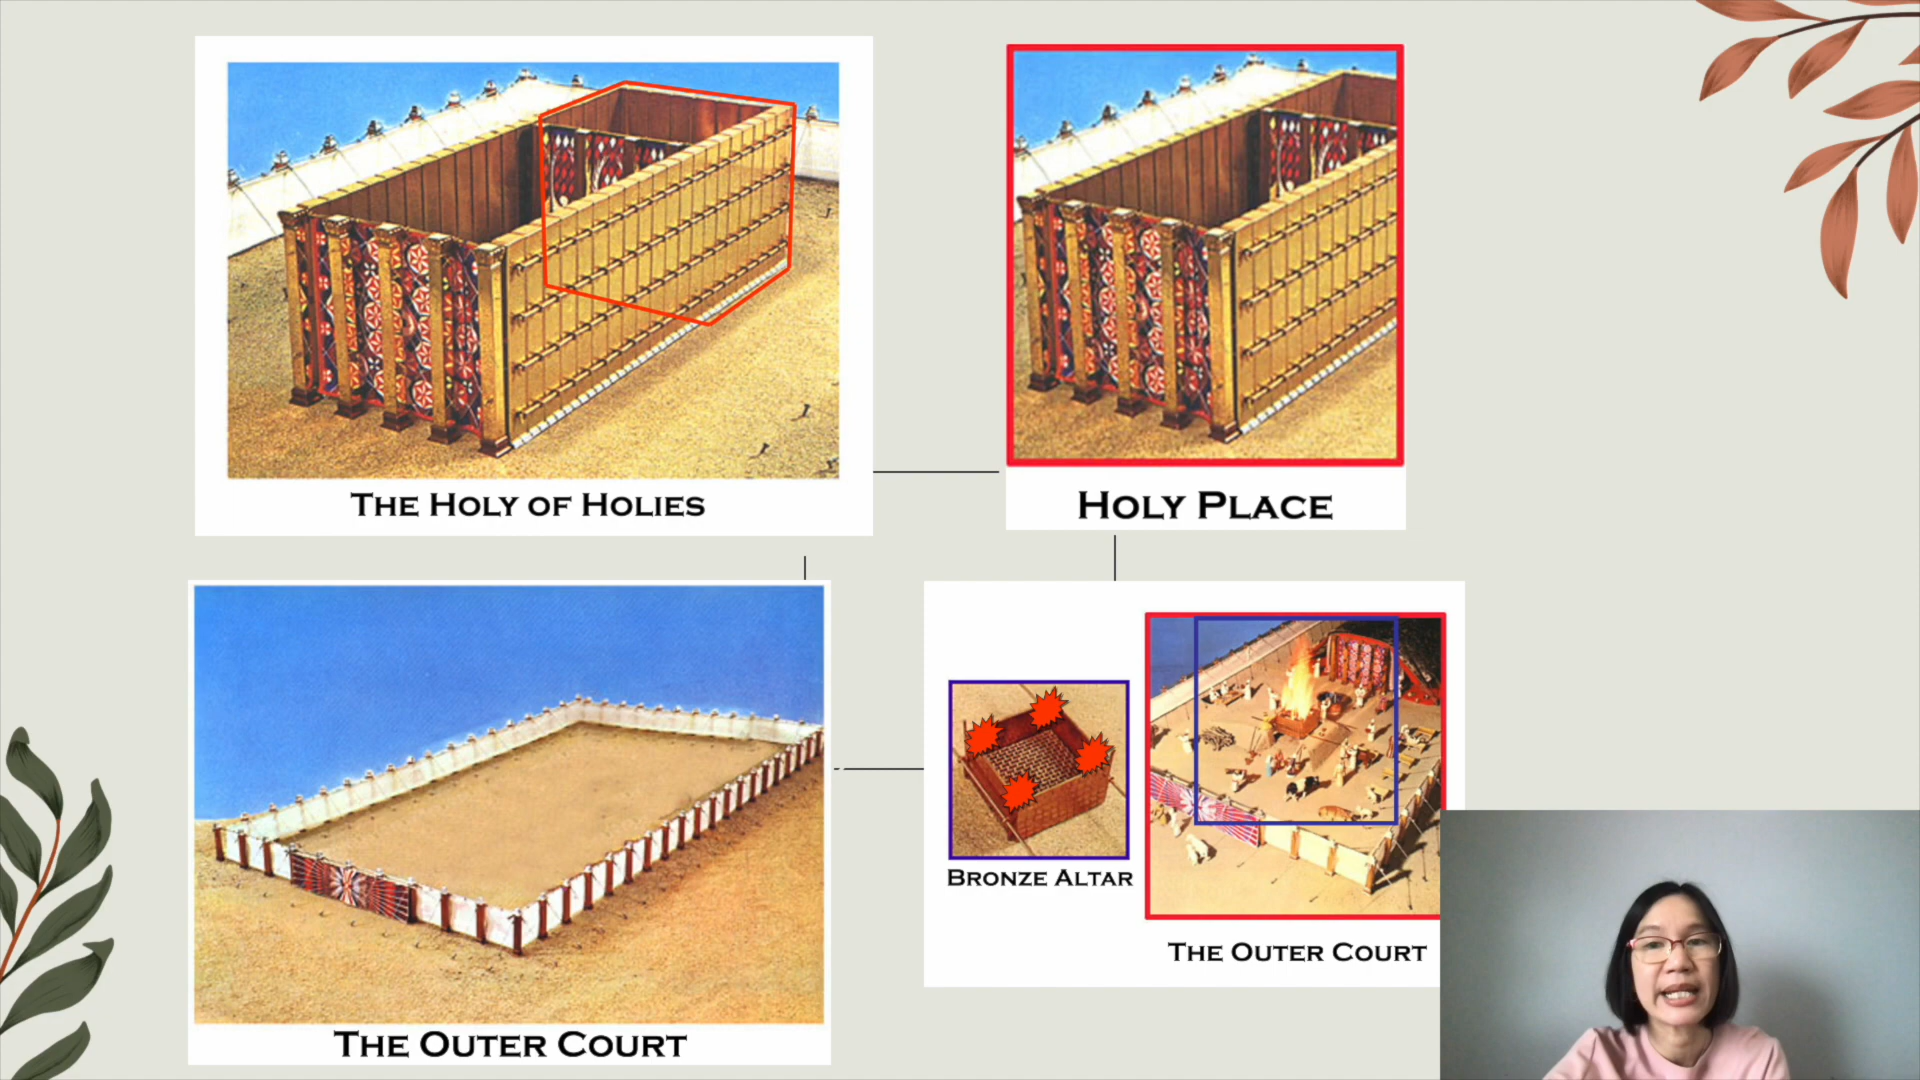 The Holy of Holies
Holy Place
Bronze Altar
The Outer Court
The Outer Court